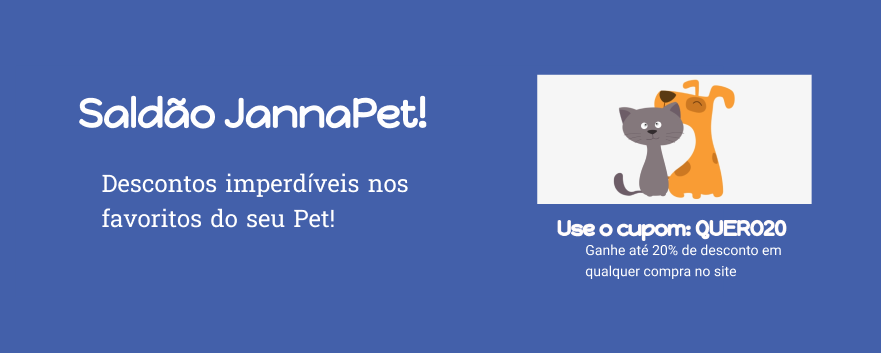 Saldão JannaPet!
Descontos imperdíveis nos
favoritos do seu Pet!
Use o cupom: QUERO20
Ganhe até 20% de desconto em
qualquer compra no site